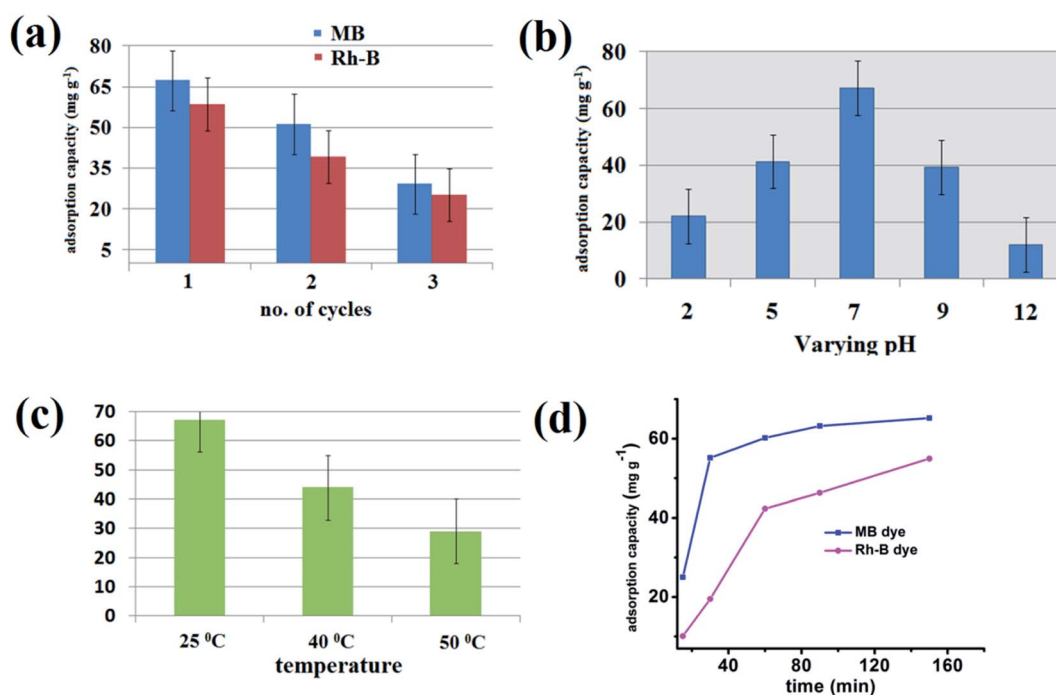 (a)
MB
Rh-B
adsorption capacity (mg g⁻¹)
80
65
50
35
20
5
1 2 3
no. of cycles
(b)
adsorption capacity (mg g⁻¹)
80
60
40
20
0
2 5 7 9 12
Varying pH
(c)
70
60
50
40
30
20
10
0
25 ⁰C 40 ⁰C 50 ⁰C
temperature
(d)
adsorption capacity (mg g⁻¹)
60
40
20
MB dye
Rh-B dye
40 80 120 160
time (min)